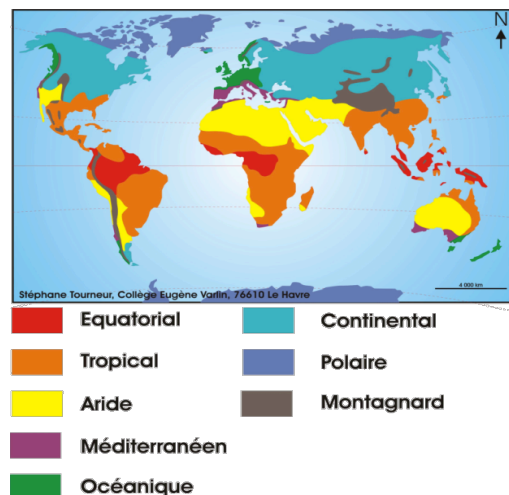 N
Stéphane Tourneur, Collège Eugène Varlin, 76610 Le Havre
4 000 km
Equatorial
Continental
Tropical
Polaire
Aride
Montagnard
Méditerranéen
Océanique